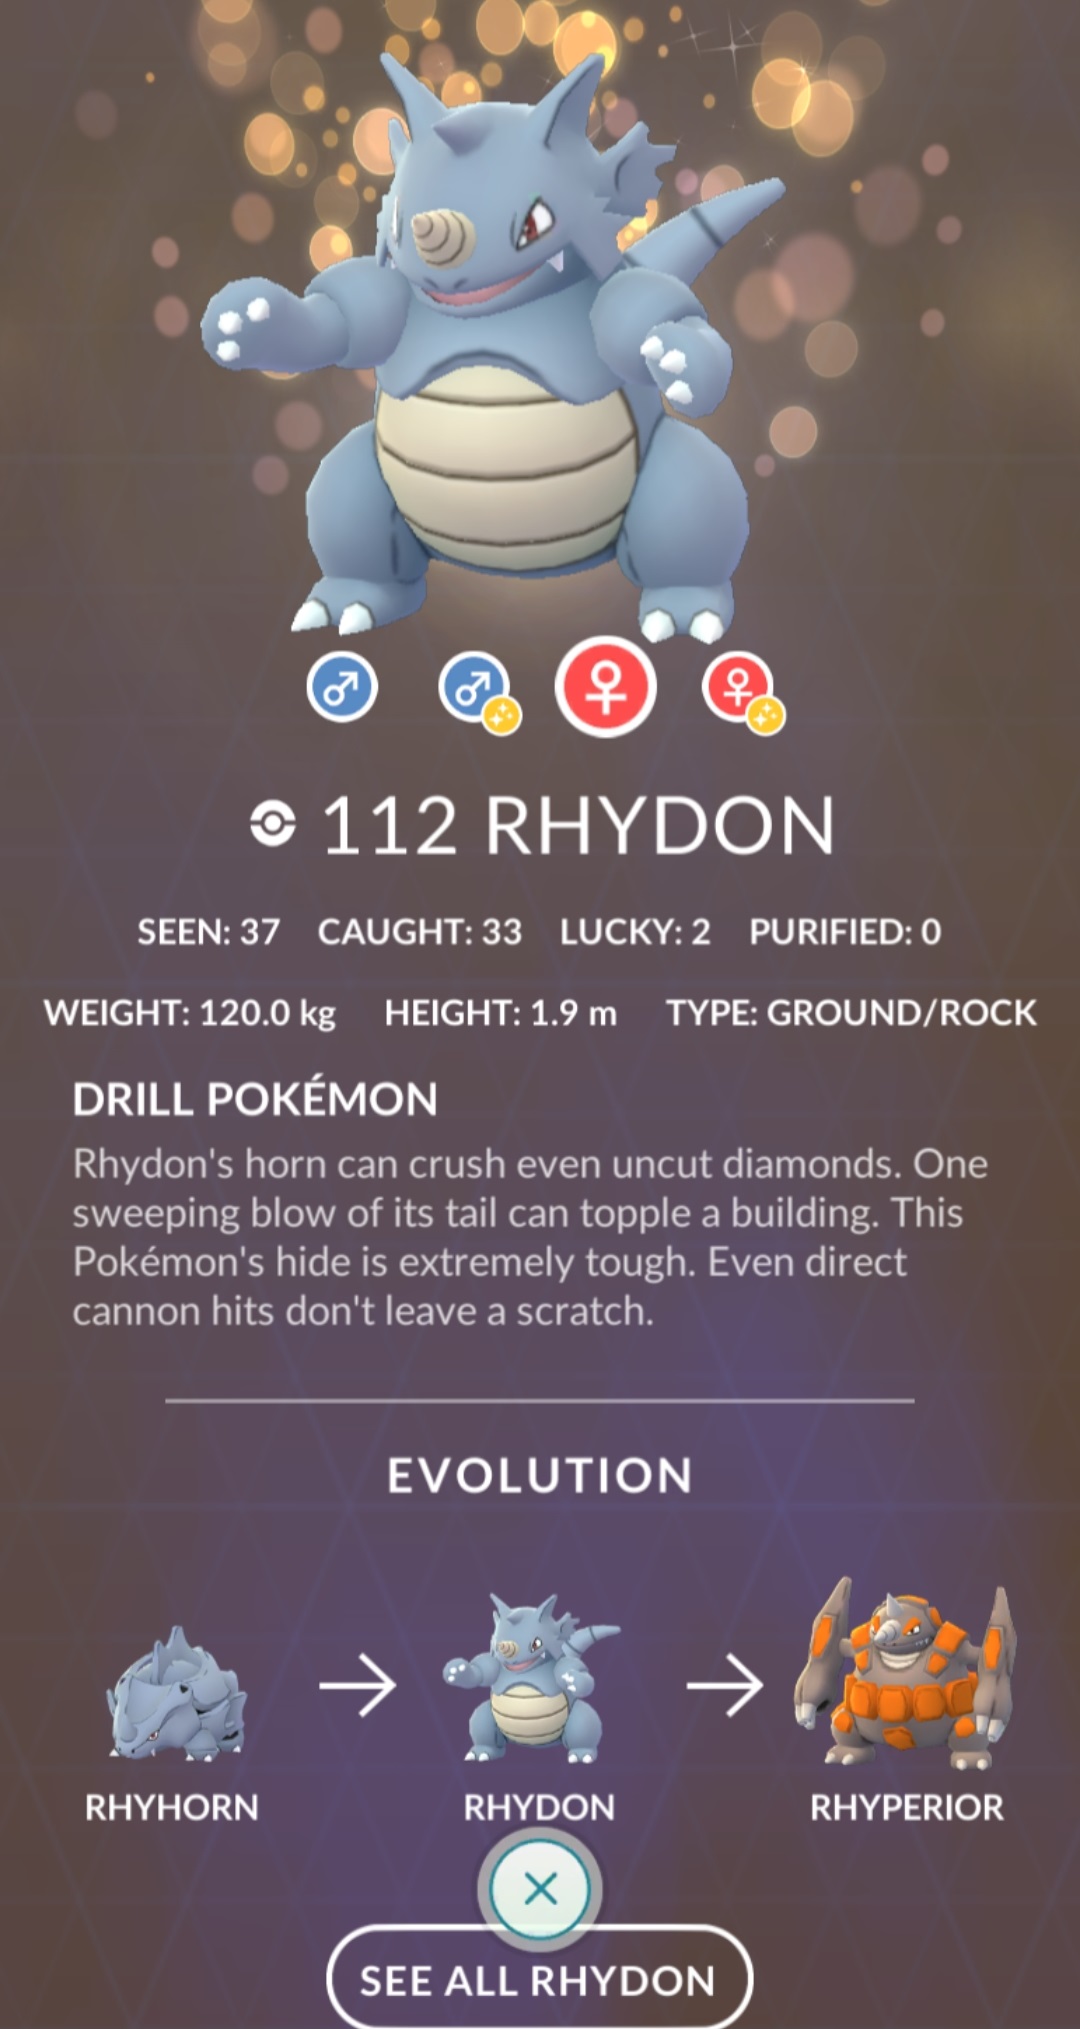 112 RHYDON
SEEN: 37 CAUGHT: 33 LUCKY: 2 PURIFIED: 0
WEIGHT: 120.0 kg HEIGHT: 1.9 m TYPE: GROUND/ROCK
DRILL POKÉMON
Rhydon's horn can crush even uncut diamonds. One
sweeping blow of its tail can topple a building. This
Pokémon's hide is extremely tough. Even direct
cannon hits don't leave a scratch.
EVOLUTION
RHYHORN RHYDON RHYPERIOR
SEE ALL RHYDON